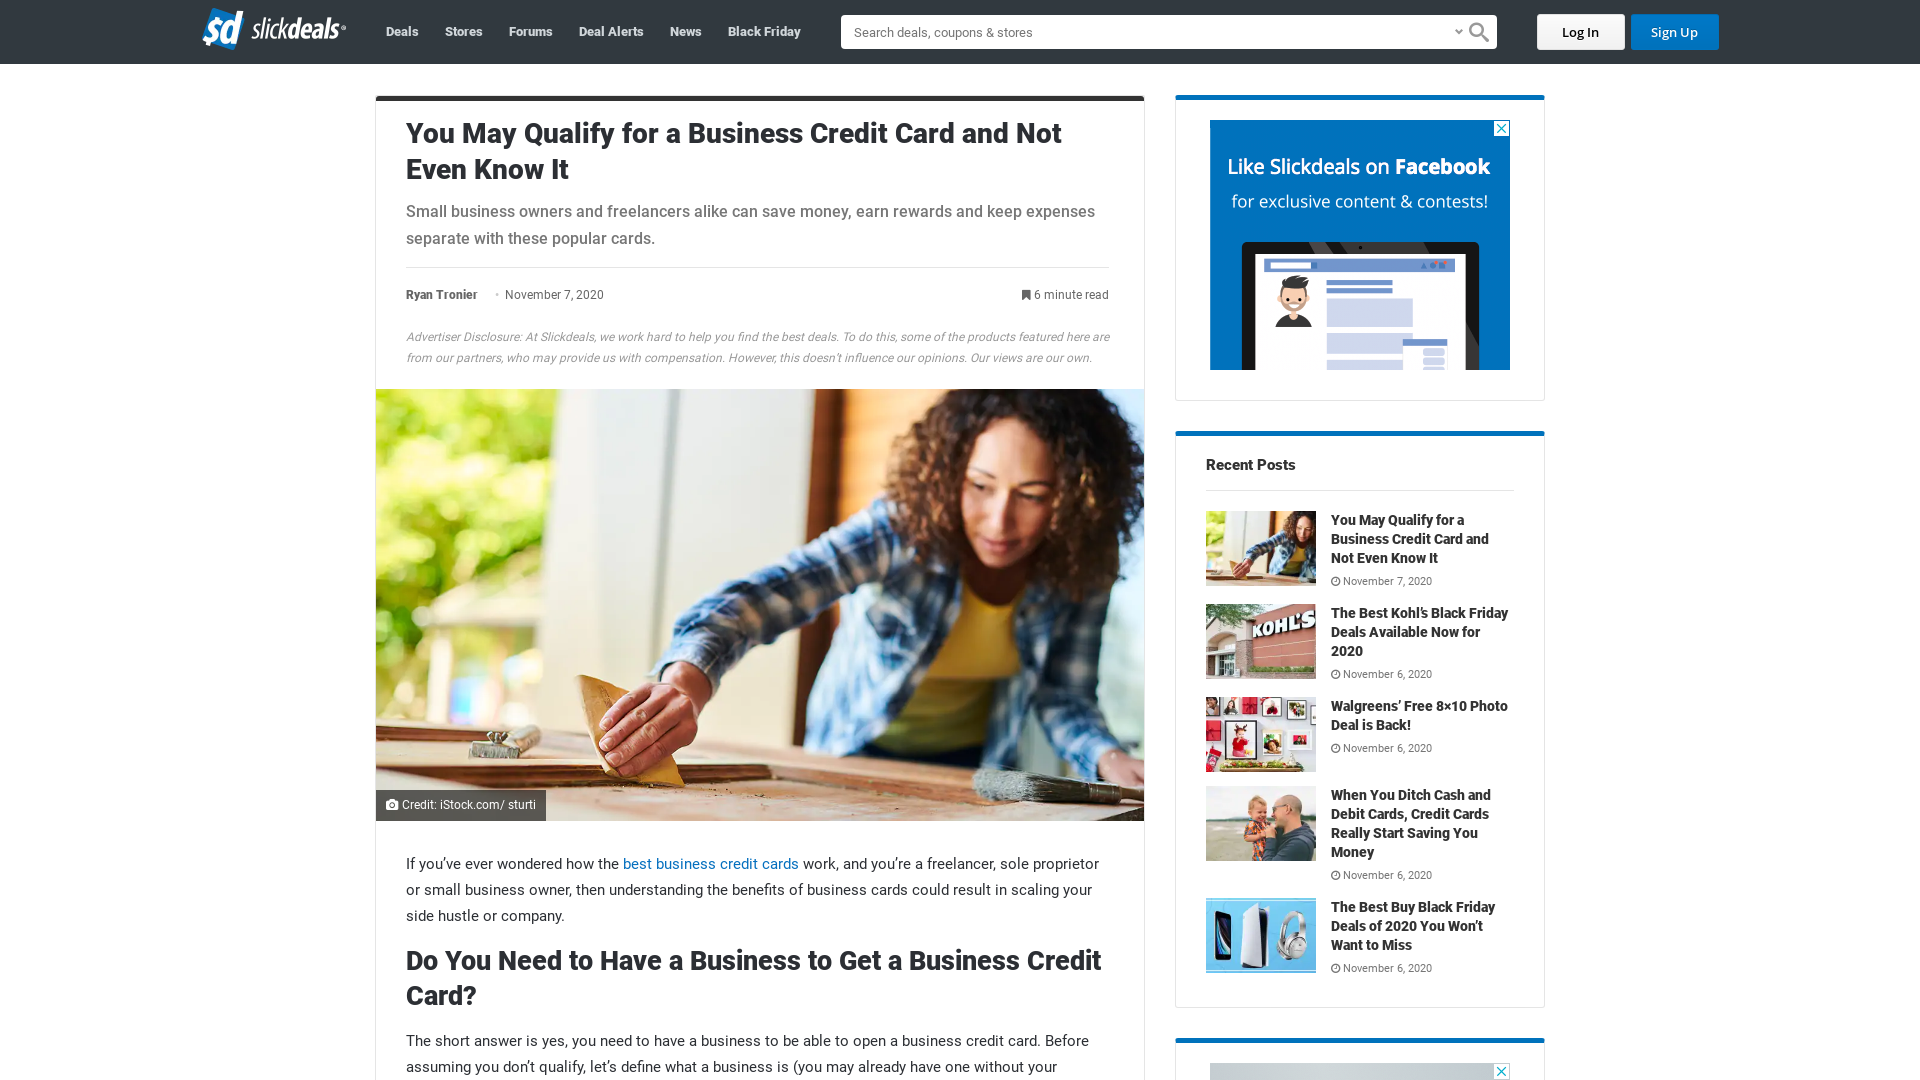 sd slickdeals
Deals
Stores
Forums
Deal Alerts
News
Black Friday
Search deals, coupons & stores
Log In
Sign Up
You May Qualify for a Business Credit Card and Not
Even Know It
Small business owners and freelancers alike can save money, earn rewards and keep expenses
separate with these popular cards.
Ryan Tronier • November 7, 2020
6 minute read
Advertiser Disclosure: At Slickdeals, we work hard to help you find the best deals. To do this, some of the products featured here are
from our partners, who may provide us with compensation. However, this doesn’t influence our opinions. Our views are our own.
Credit: iStock.com/ sturti
If you’ve ever wondered how the best business credit cards work, and you’re a freelancer, sole proprietor
or small business owner, then understanding the benefits of business cards could result in scaling your
side hustle or company.
Do You Need to Have a Business to Get a Business Credit
Card?
The short answer is yes, you need to have a business to be able to open a business credit card. Before
assuming you don’t qualify, let’s define what a business is (you may already have one without your
Like Slickdeals on Facebook
for exclusive content & contests!
Recent Posts
You May Qualify for a
Business Credit Card and
Not Even Know It
November 7, 2020
KOHL'S
The Best Kohl’s Black Friday
Deals Available Now for
2020
November 6, 2020
Walgreens’ Free 8×10 Photo
Deal is Back!
November 6, 2020
When You Ditch Cash and
Debit Cards, Credit Cards
Really Start Saving You
Money
November 6, 2020
The Best Buy Black Friday
Deals of 2020 You Won’t
Want to Miss
November 6, 2020